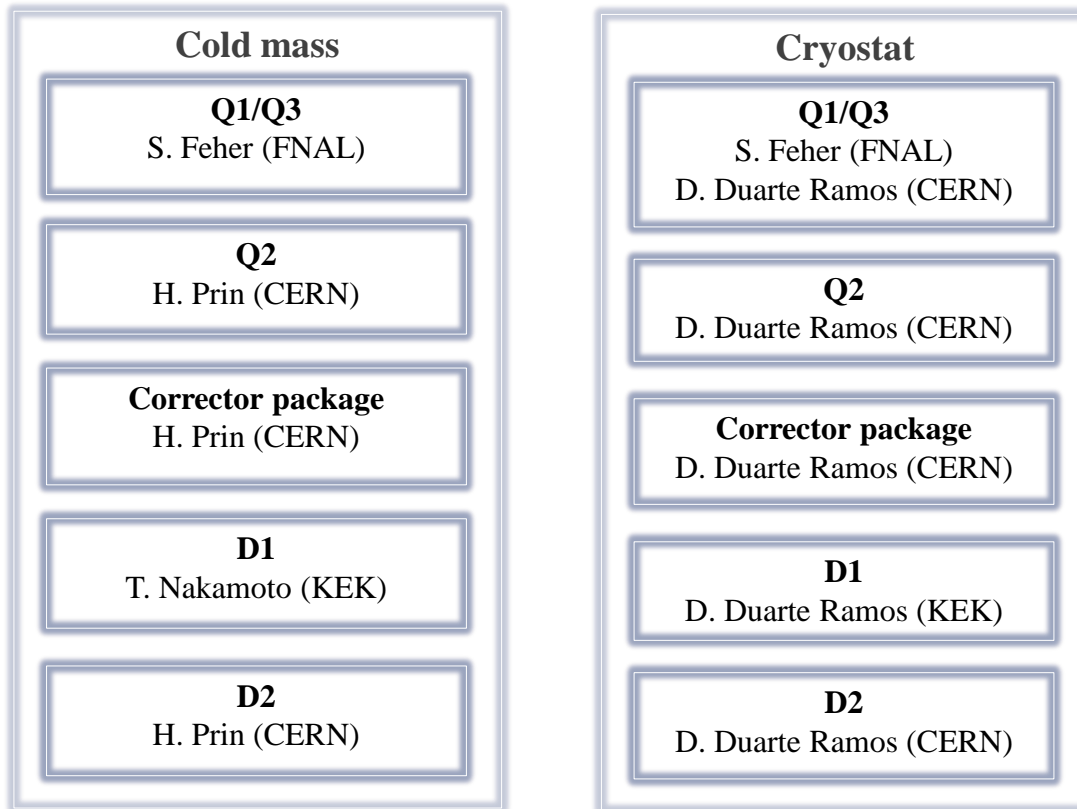 Cold mass
Q1/Q3
S. Feher (FNAL)
Q2
H. Prin (CERN)
Corrector package
H. Prin (CERN)
D1
T. Nakamoto (KEK)
D2
H. Prin (CERN)
Cryostat
Q1/Q3
S. Feher (FNAL)
D. Duarte Ramos (CERN)
Q2
D. Duarte Ramos (CERN)
Corrector package
D. Duarte Ramos (CERN)
D1
D. Duarte Ramos (KEK)
D2
D. Duarte Ramos (CERN)